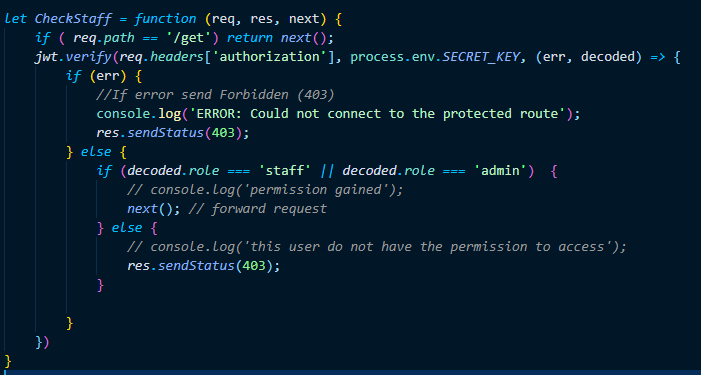 let CheckStaff = function (req, res, next) {
    if ( req.path == '/get') return next();
    jwt.verify(req.headers['authorization'], process.env.SECRET_KEY, (err, decoded) => {
        if (err) {
            //If error send Forbidden (403)
            console.log('ERROR: Could not connect to the protected route');
            res.sendStatus(403);
        } else {
            if (decoded.role === 'staff' || decoded.role === 'admin')  {
                // console.log('permission gained');
                next(); // forward request
            } else {
                // console.log('this user do not have the permission to access');
                res.sendStatus(403);
            }

        }
    })
}